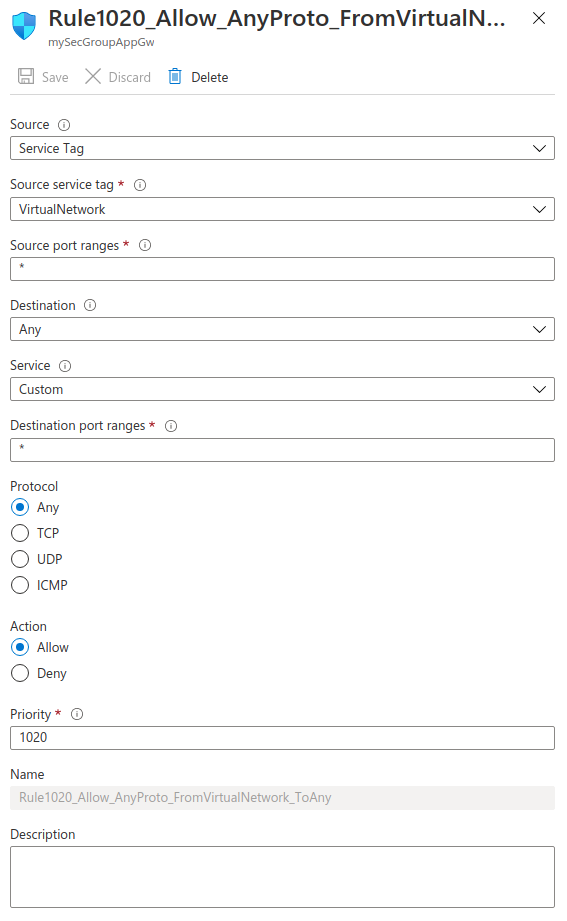 Rule1020_Allow_AnyProto_FromVirtualN...
mySecGroupAppGw
Save Discard Delete
Source
Service Tag
Source service tag *
VirtualNetwork
Source port ranges *
*
Destination
Any
Service
Custom
Destination port ranges *
*
Protocol
Any
TCP
UDP
ICMP
Action
Allow
Deny
Priority *
1020
Name
Rule1020_Allow_AnyProto_FromVirtualNetwork_ToAny
Description